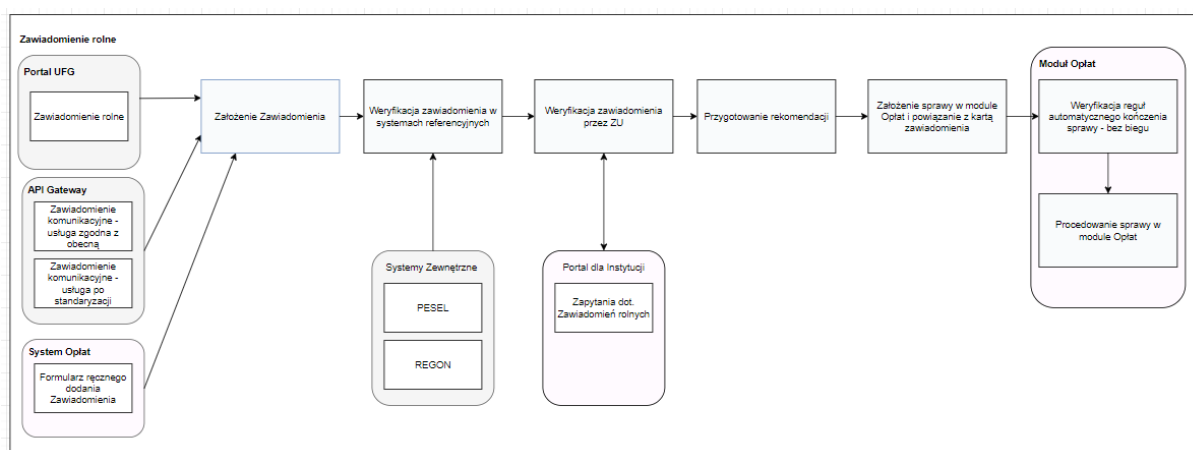 Zawiadomienie rolne
Portal UFG
Zawiadomienie rolne
API Gateway
Zawiadomienie
komunikacyjne -
usługa zgodna z
obecną
Zawiadomienie
komunikacyjne -
usługa po
standaryzacji
System Opłat
Formularz ręcznego
dodania
Zawiadomienia
Założenie Zawiadomienia
Weryfikacja zawiadomienia w
systemach referencyjnych
Systemy Zewnętrzne
PESEL
REGON
Weryfikacja zawiadomienia
przez ZU
Portal dla Instytucji
Zapytania dot.
Zawiadomień rolnych
Przygotowanie rekomendacji
Założenie sprawy w module
Opłat i powiązanie z kartą
zawiadomienia
Moduł Opłat
Weryfikacja reguł
automatycznego kończenia
sprawy - bez biegu
Procedowanie sprawy w
module Opłat